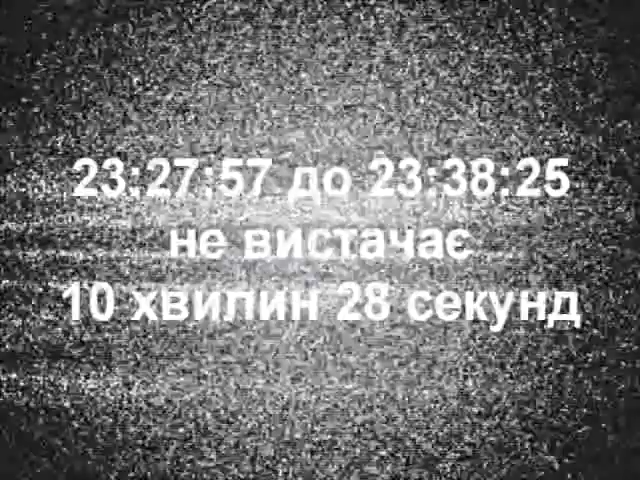 23:27:57 до 23:38:25
не вистачає
10 хвилин 28 секунд